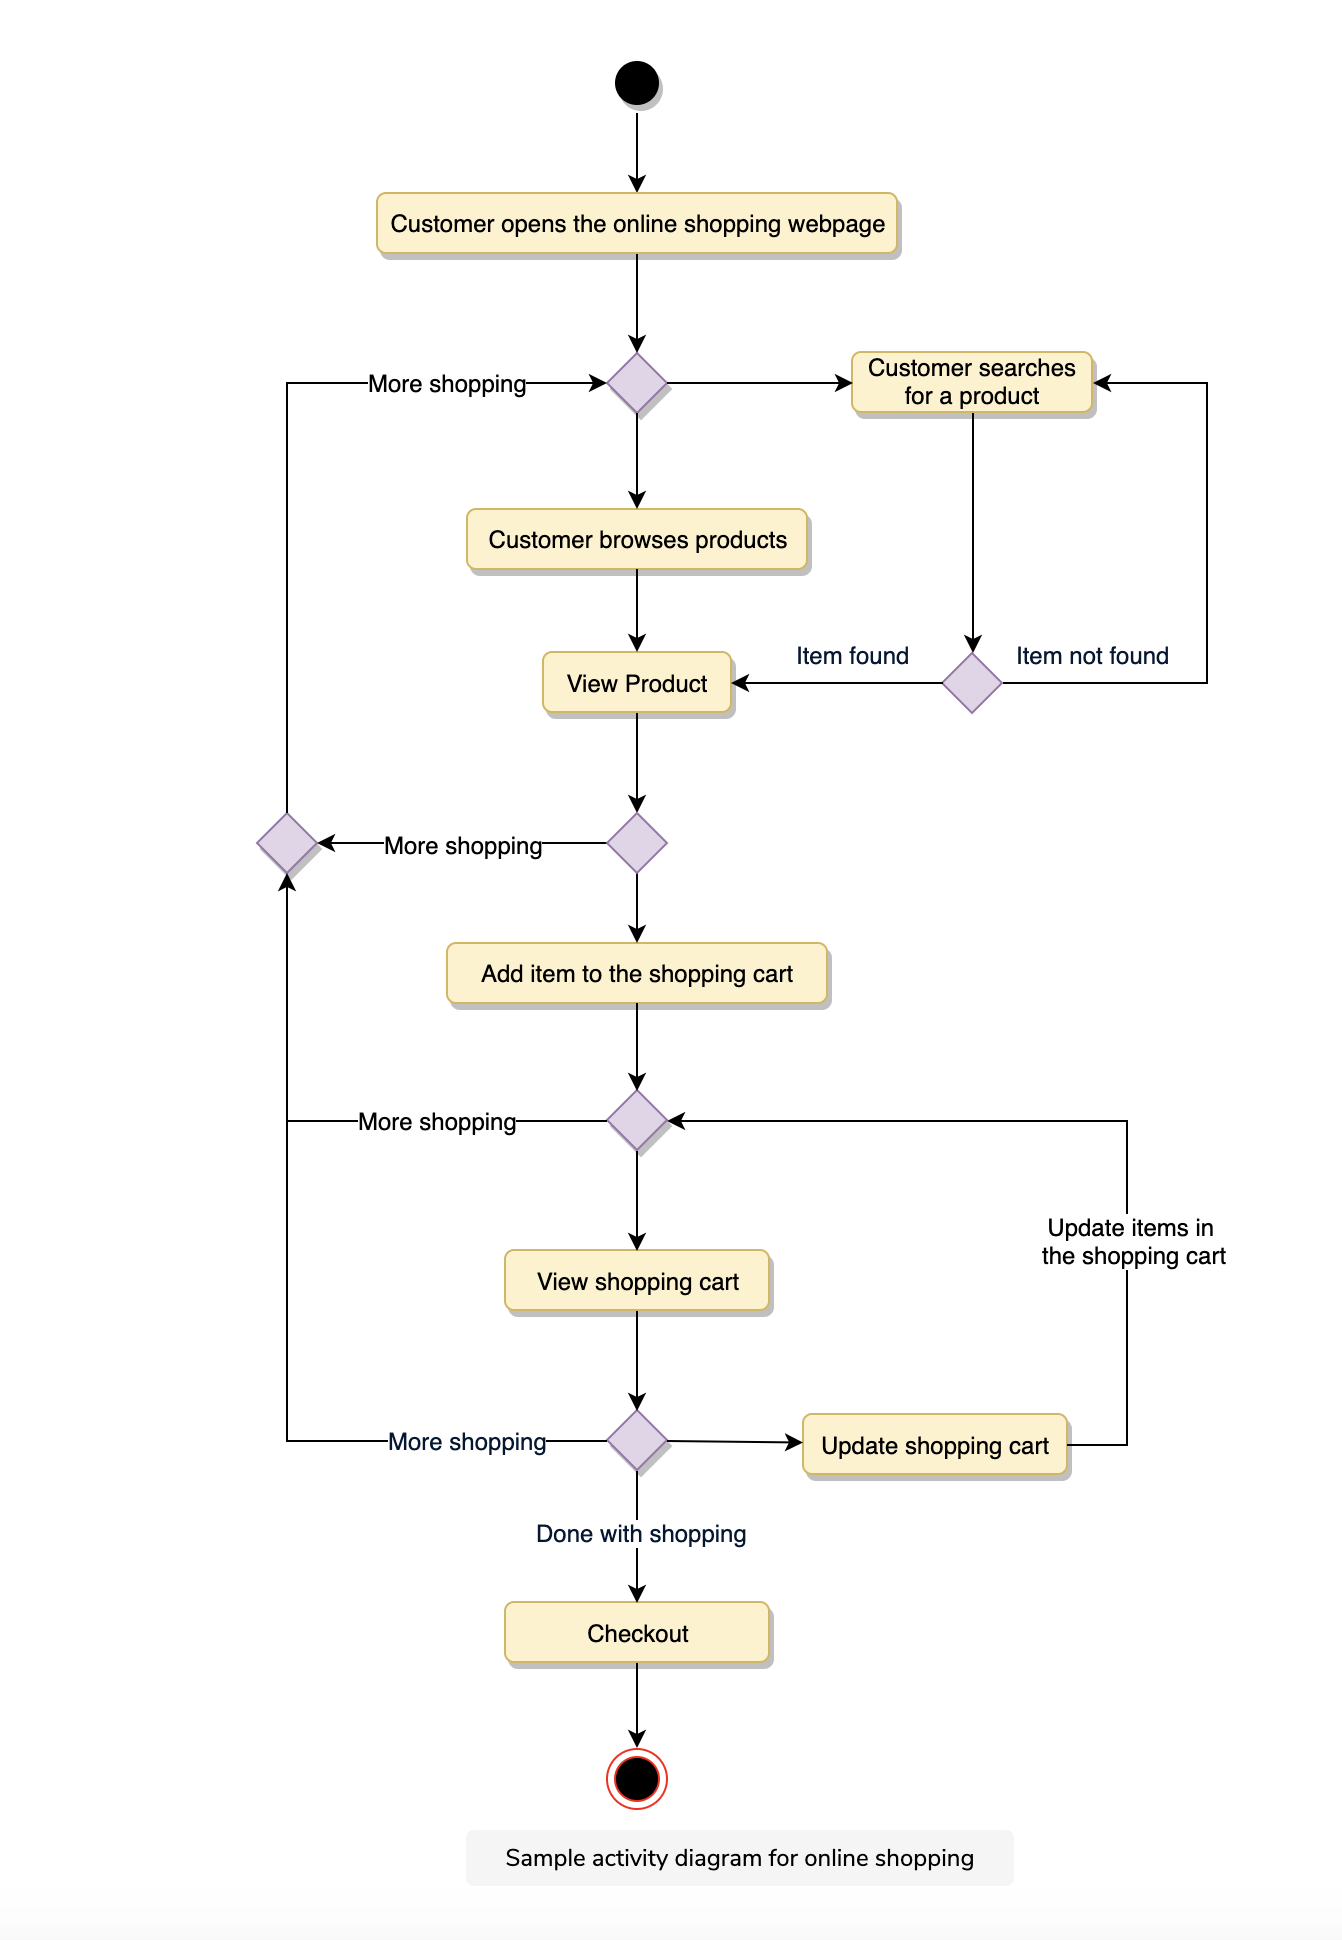 Customer opens the online shopping webpage
More shopping
Customer searches
for a product
Customer browses products
Item found
Item not found
View Product
More shopping
Add item to the shopping cart
More shopping
Update items in
the shopping cart
View shopping cart
More shopping
Update shopping cart
Done with shopping
Checkout
Sample activity diagram for online shopping